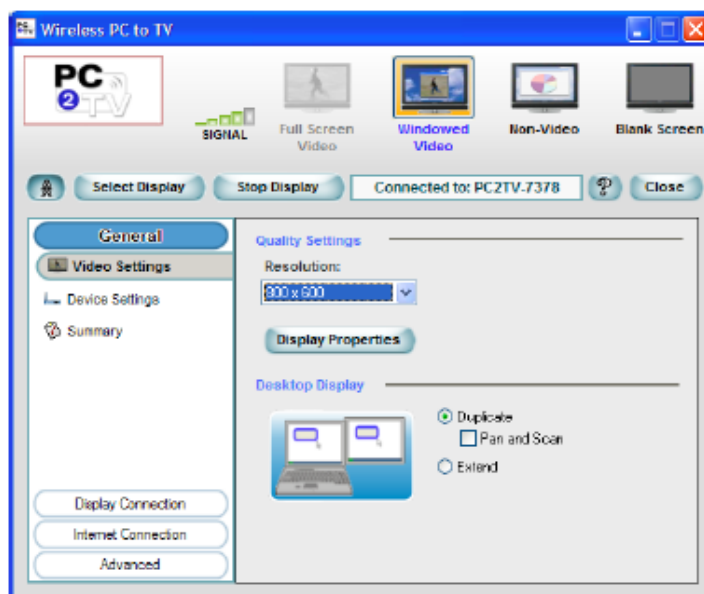 Wireless PC to TV
PC
2TV
SIGNAL
Full Screen
Video
Windowed
Video
Non-Video
Blank Screen
Select Display
Stop Display
Connected to: PC2TV-7378
?
Close
General
Video Settings
Device Settings
Summary
Display Connection
Internet Connection
Advanced
Quality Settings
Resolution:
800 x 600
Display Properties
Desktop Display
Duplicate
Pan and Scan
Extend